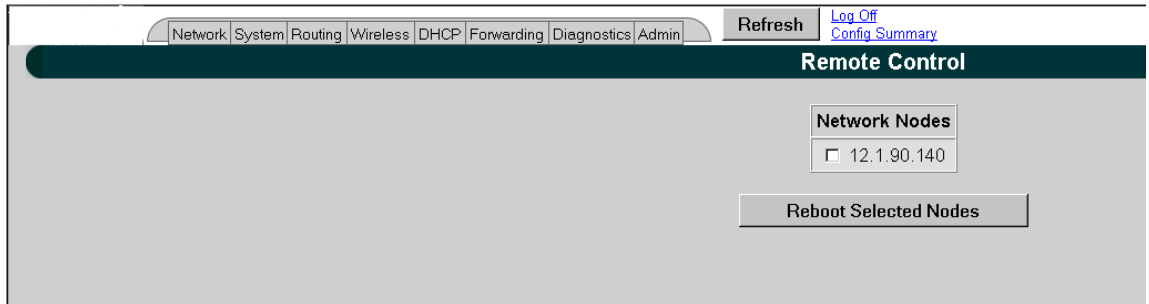 Network System Routing Wireless DHCP Forwarding Diagnostics Admin Refresh Log Off
Config Summary
Remote Control
Network Nodes
12.1.90.140
Reboot Selected Nodes